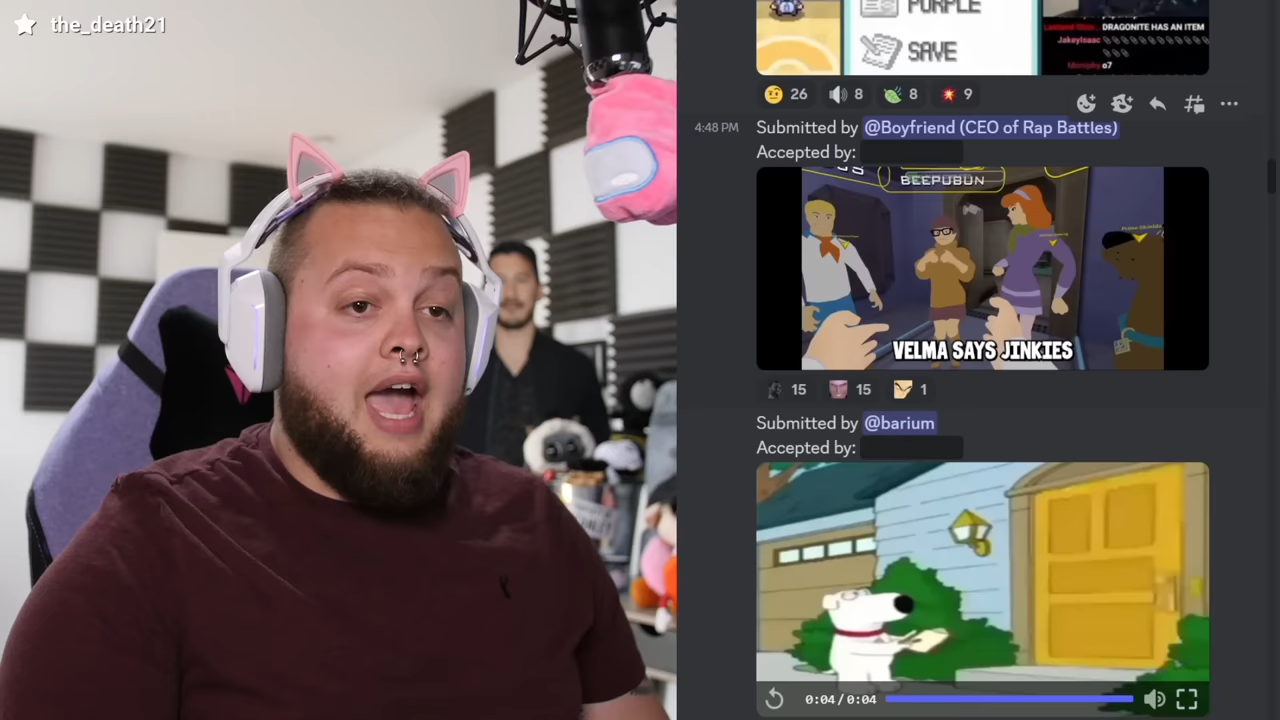 the_death21
PURPLE
SAVE
DRAGONITE HAS AN ITEM
JakeyIsaac
o7
26
8
8
9
4:48 PM
Submitted by @Boyfriend (CEO of Rap Battles)
Accepted by:
BEEPUBUN
VELMA SAYS JINKIES
15
15
1
Submitted by @barium
Accepted by:
0:04/0:04